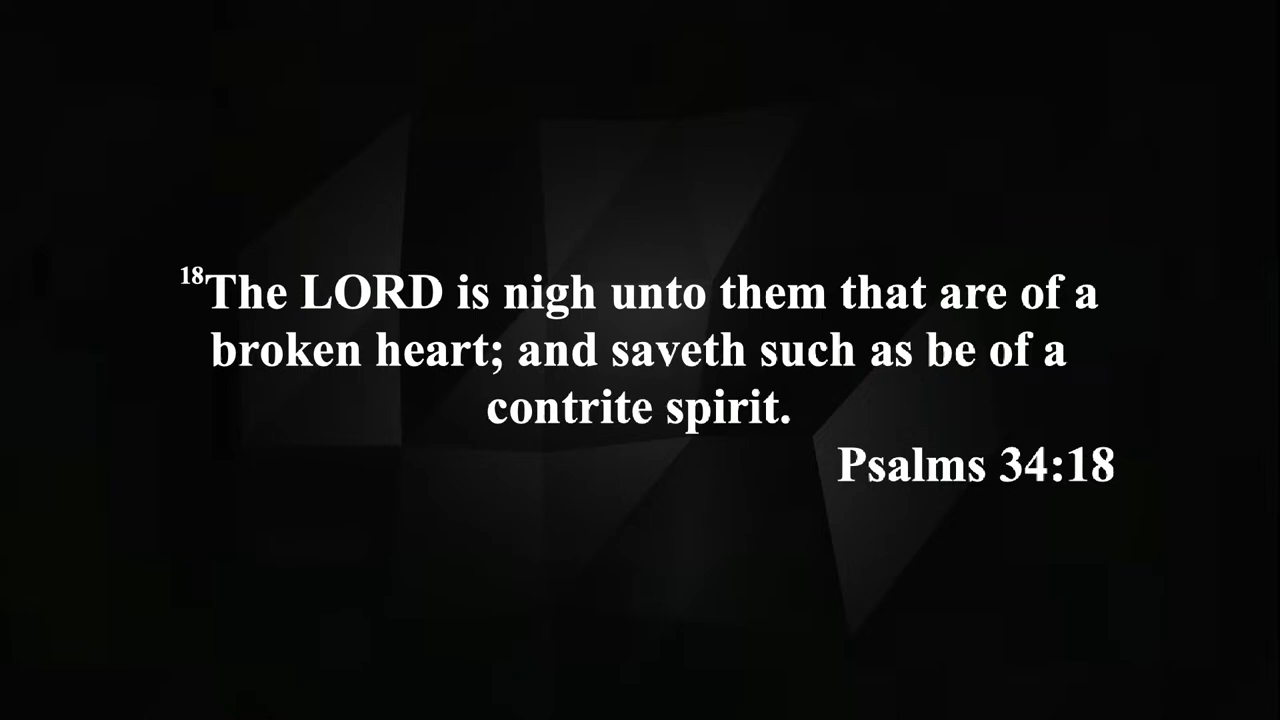 18The LORD is nigh unto them that are of a
broken heart; and saveth such as be of a
contrite spirit.
Psalms 34:18